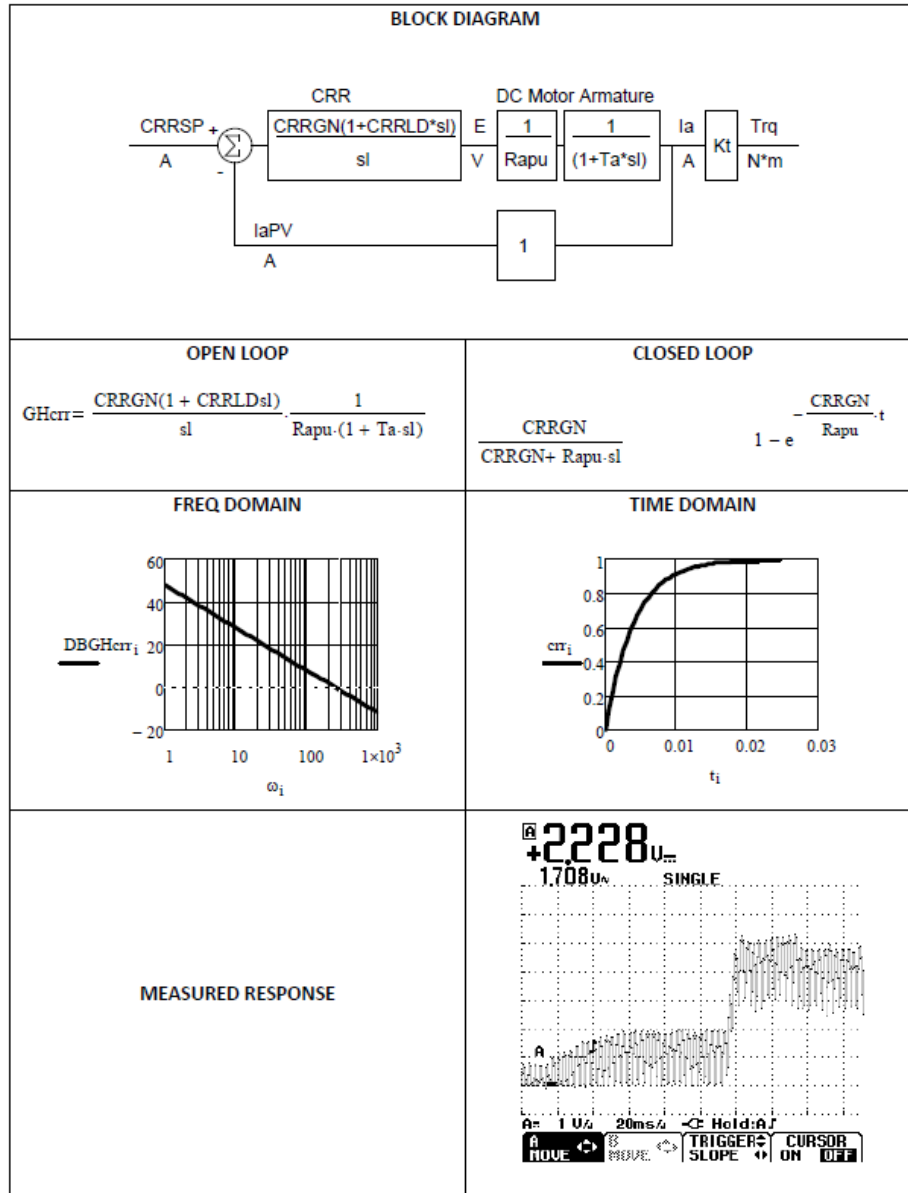 BLOCK DIAGRAM
CRR
DC Motor Armature
CRRSP +
A
Σ
-
CRRGN(1+CRRLD*sl)
sl
E
V
1
Rapu
1
(1+Ta*sl)
Ia
A
Kt
Trq
N*m
IaPV
A
1
OPEN LOOP
GHcrr= CRRGN(1 + CRRLDsl) / sl · 1 / Rapu·(1 + Ta·sl)
CLOSED LOOP
CRRGN / CRRGN+ Rapu·sl
1 − e^(− CRRGN / Rapu ·t)
FREQ DOMAIN
60
40
DBGHcrr i 20
0
− 20
1 10 100 1×10³
ω i
TIME DOMAIN
1
0.8
0.6
crr i 0.4
0.2
0
0 0.01 0.02 0.03
t i
MEASURED RESPONSE
A
+2.228 V
1.708 V~ SINGLE
A
A= 1 V/ 20ms/ Hold:A
A MOVE
B MOVE
TRIGGER SLOPE
CURSOR ON OFF